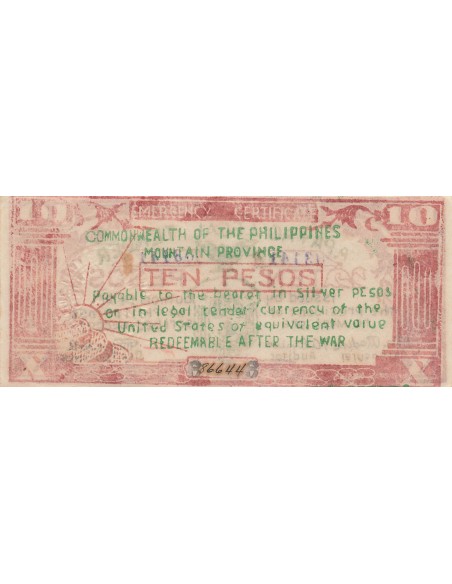 10 EMERGENCY CERTIFICATE 10
COMMONWEALTH OF THE PHILIPPINES
MOUNTAIN PROVINCE
TEN PESOS
Payable to the bearer in silver pesos
or in legal tender currency of the
United States of equivalent value
REDEEMABLE AFTER THE WAR
X 86644 X